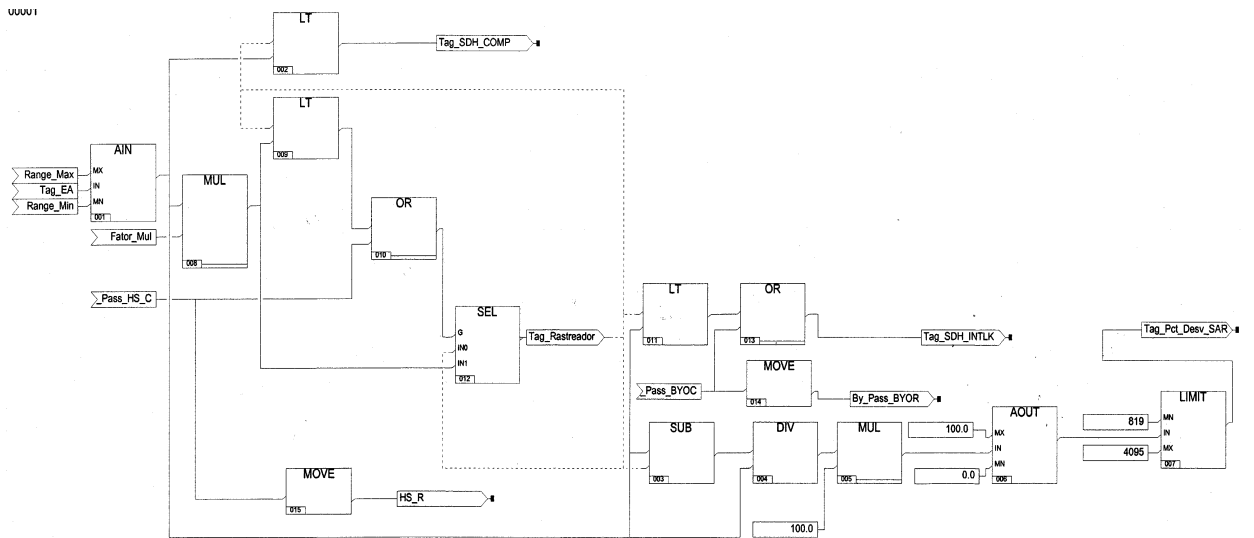 LT
Tag_SDH_COMP
002
LT
009
AIN
Range_Max
MX
Tag_EA
IN
Range_Min
MN
001
MUL
Fator_Mul
008
OR
010
_Pass_HS_C
SEL
G
IN0
IN1
012
Tag_Rastreador
LT
011
OR
013
Tag_SDH_INTLK
Tag_Pct_Desv_SAR
_Pass_BYOC
MOVE
014
By_Pass_BYOR
SUB
003
DIV
004
MUL
005
100.0
100.0
0.0
AOUT
MX
IN
MN
006
819
4095
LIMIT
MN
IN
MX
007
MOVE
015
HS_R